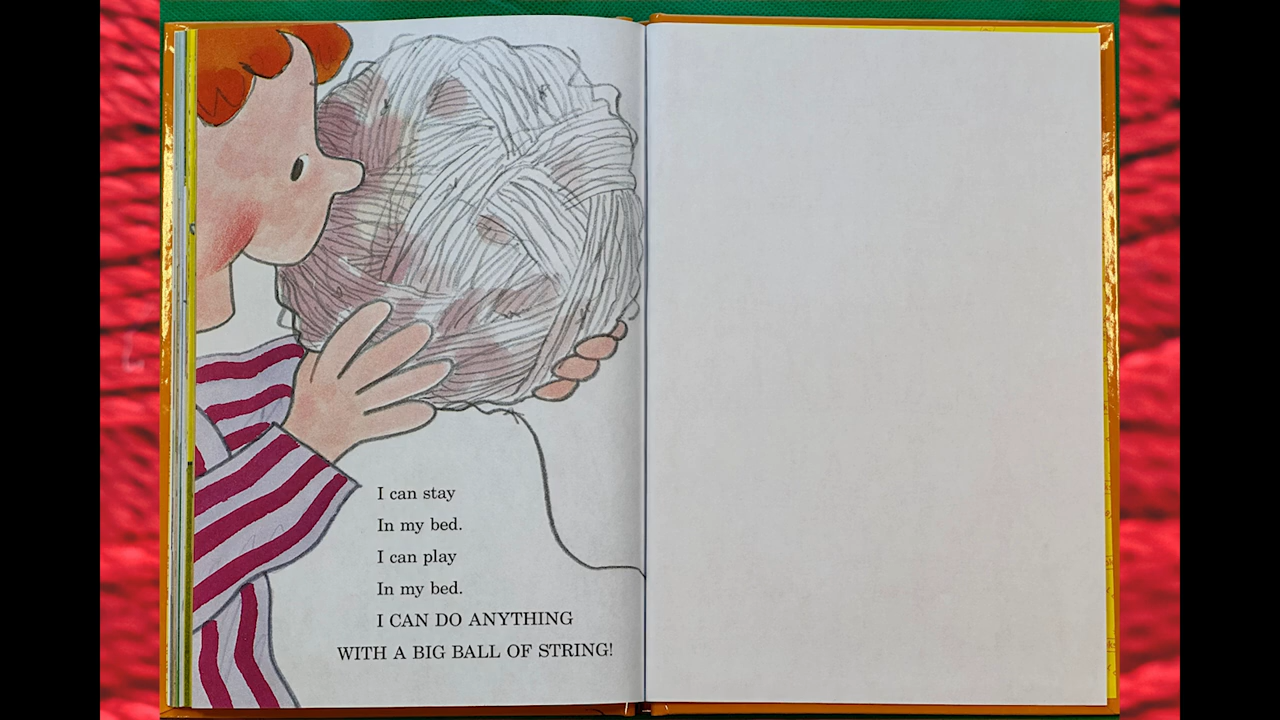 I can stay
In my bed.
I can play
In my bed.
I CAN DO ANYTHING
WITH A BIG BALL OF STRING!